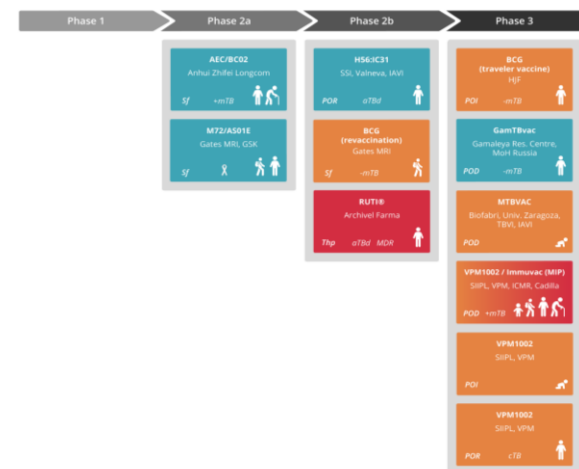 Phase 1
Phase 2a
Phase 2b
Phase 3
AEC/BC02
Anhui Zhifei Longcom
Sf +mTB
M72/AS01E
Gates MRI, GSK
Sf
H56:IC31
SSI, Valneva, IAVI
POR aTBd
BCG
(revaccination)
Gates MRI
Sf -mTB
RUTI®
Archivel Farma
Thp aTBd MDR
BCG
(traveler vaccine)
HJF
POI -mTB
GamTBvac
Gamaleya Res. Centre,
MoH Russia
POD -mTB
MTBVAC
Biofabri, Univ. Zaragoza,
TBVI, IAVI
POD
VPM1002 / Immuvac (MIP)
SIIPL, VPM, ICMR, Cadilla
POD +mTB
VPM1002
SIIPL, VPM
POI
VPM1002
SIIPL, VPM
POR cTB